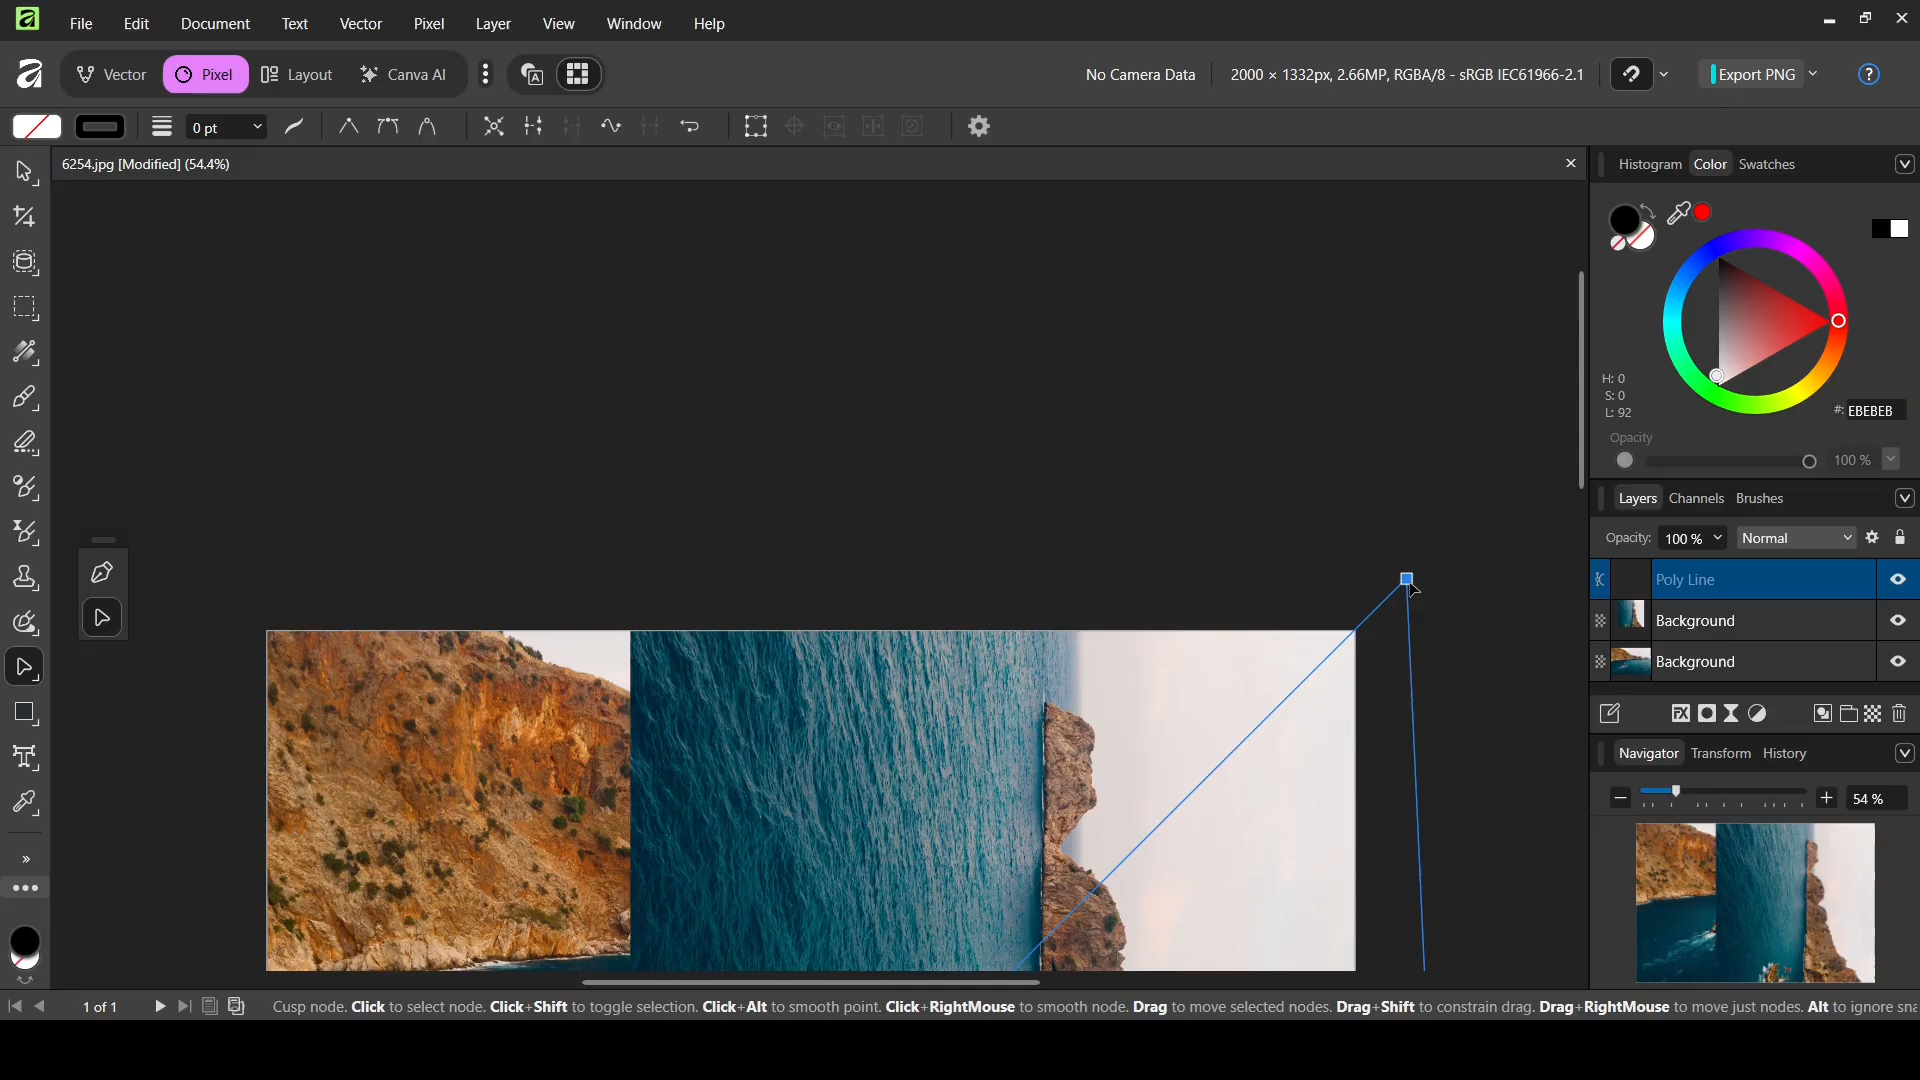 File Edit Document Text Vector Pixel Layer View Window Help
Vector Pixel Layout Canva AI
No Camera Data 2000 × 1332px, 2.66MP, RGBA/8 - sRGB IEC61966-2.1 Export PNG
0 pt
6254.jpg [Modified] (54.4%)
Histogram Color Swatches
H: 0
S: 0
L: 92
#: EBEBEB
Opacity
100 %
Layers Channels Brushes
Opacity: 100 % Normal
Poly Line
Background
Background
Navigator Transform History
54 %
1 of 1
Cusp node. Click to select node. Click+Shift to toggle selection. Click+Alt to smooth point. Click+RightMouse to smooth node. Drag to move selected nodes. Drag+Shift to constrain drag. Drag+RightMouse to move just nodes. Alt to ignore sna